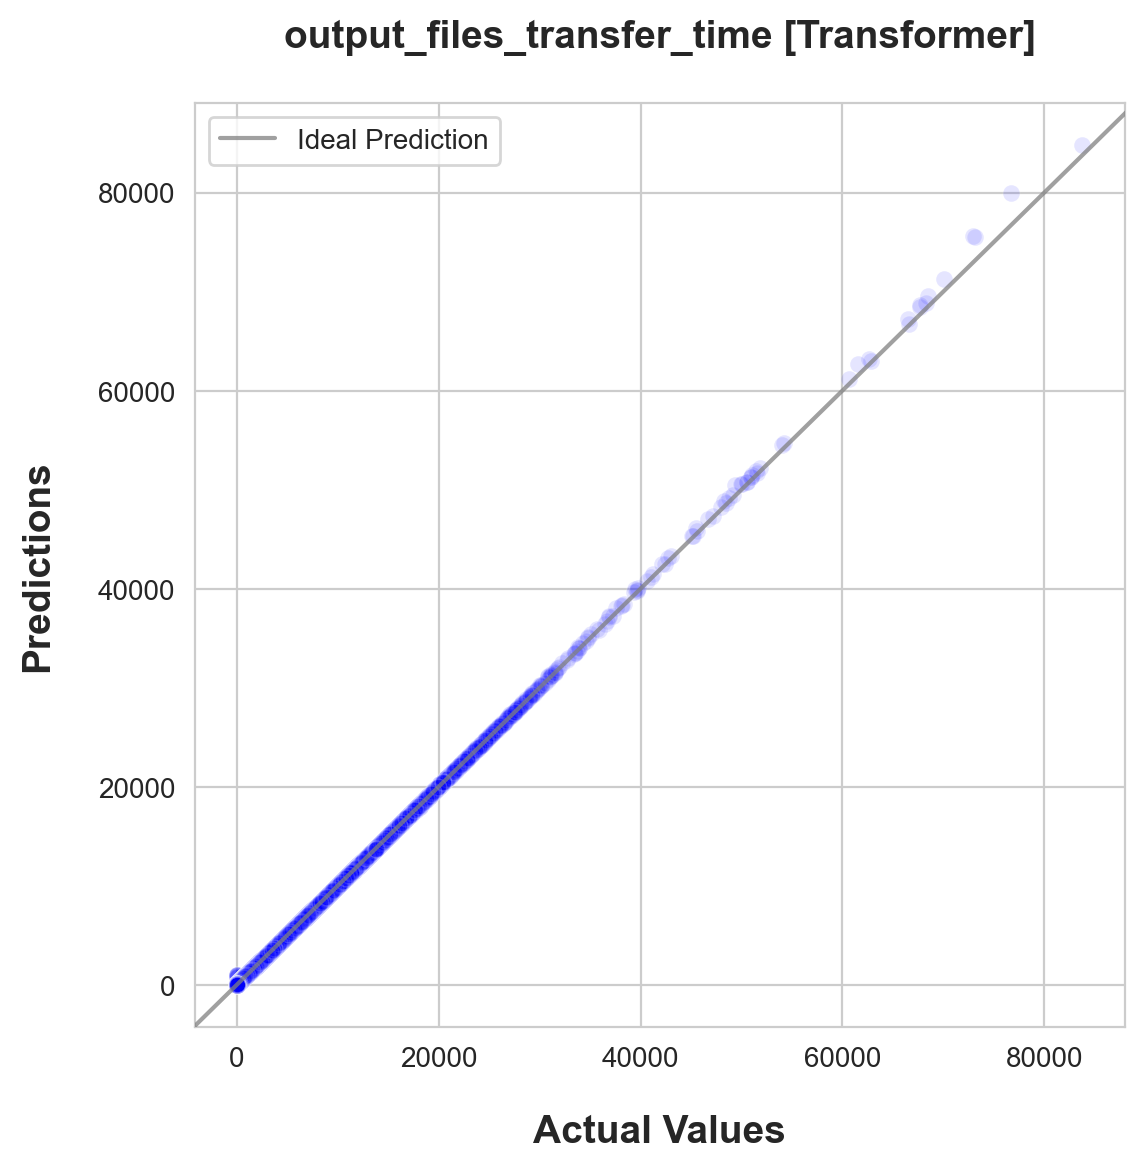 output_files_transfer_time [Transformer]
Ideal Prediction
80000
60000
40000
20000
0
Predictions
0 20000 40000 60000 80000
Actual Values